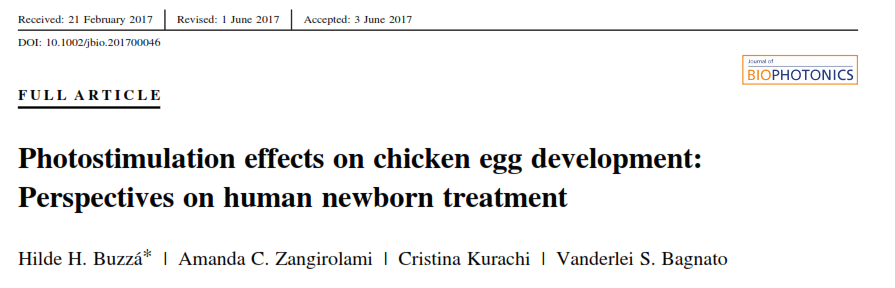 Received: 21 February 2017 | Revised: 1 June 2017 | Accepted: 3 June 2017
DOI: 10.1002/jbio.201700046
Journal of
BIOPHOTONICS
FULL ARTICLE
Photostimulation effects on chicken egg development:
Perspectives on human newborn treatment
Hilde H. Buzzá* | Amanda C. Zangirolami | Cristina Kurachi | Vanderlei S. Bagnato